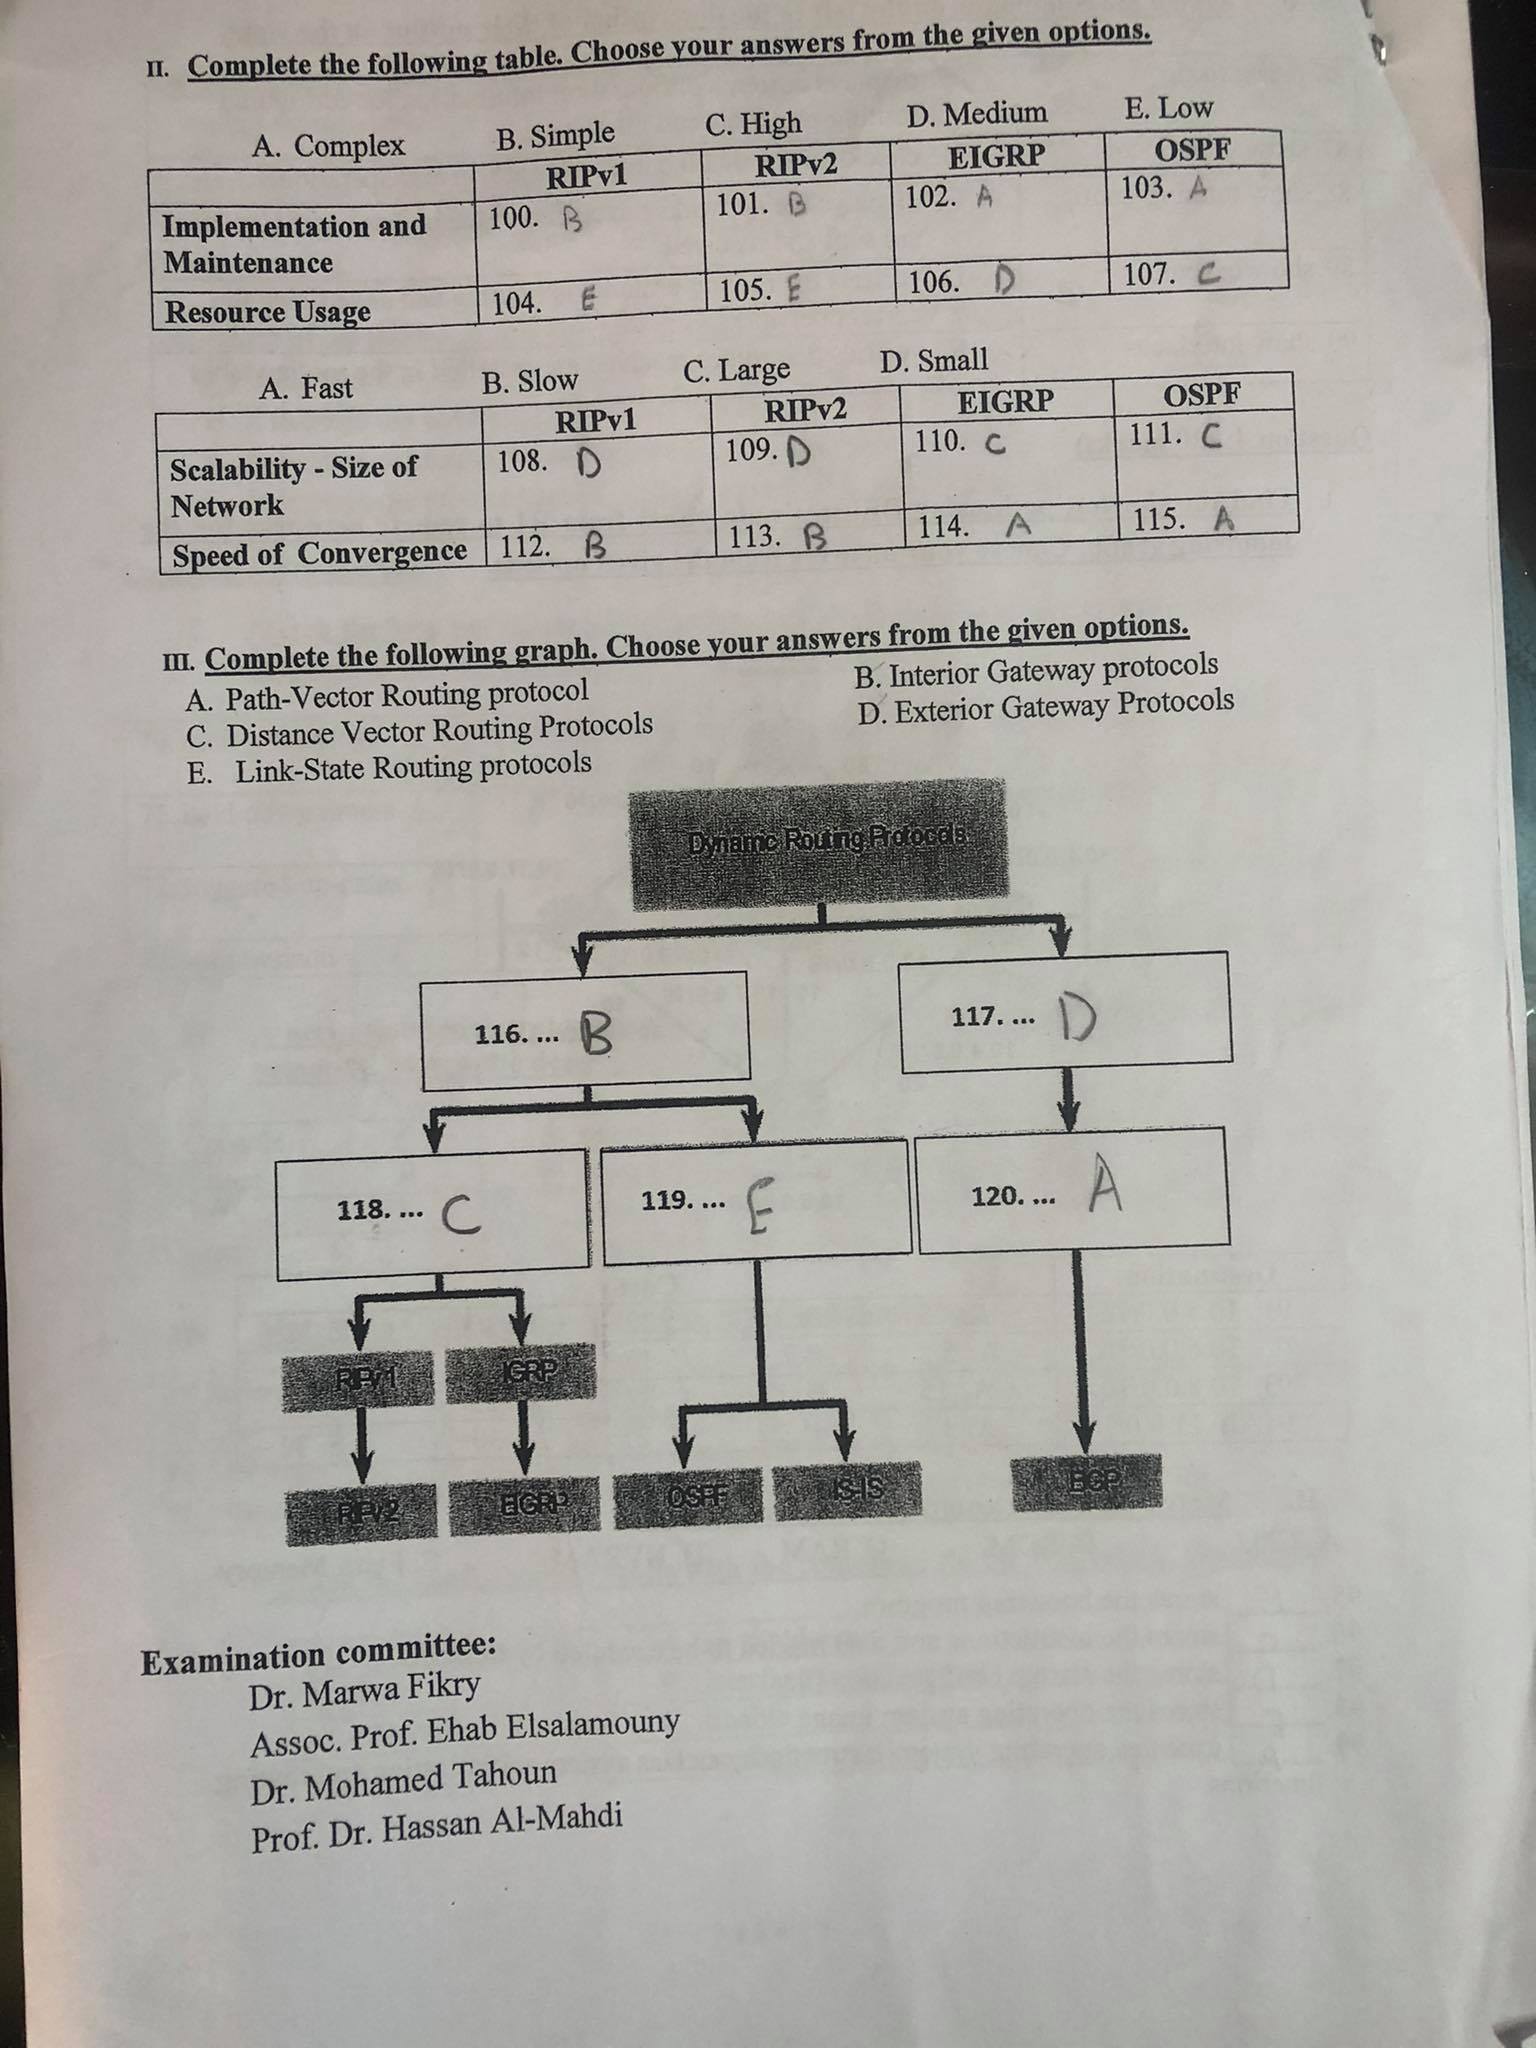 II. Complete the following table. Choose your answers from the given options.
A. Complex B. Simple C. High D. Medium E. Low
RIPv1 RIPv2 EIGRP OSPF
Implementation and Maintenance 100. B 101. B 102. A 103. A
Resource Usage 104. E 105. E 106. D 107. C
A. Fast B. Slow C. Large D. Small
RIPv1 RIPv2 EIGRP OSPF
Scalability - Size of Network 108. D 109. D 110. C 111. C
Speed of Convergence 112. B 113. B 114. A 115. A
III. Complete the following graph. Choose your answers from the given options.
A. Path-Vector Routing protocol B. Interior Gateway protocols
C. Distance Vector Routing Protocols D. Exterior Gateway Protocols
E. Link-State Routing protocols
Dynamic Routing Protocols
116. ... B 117. ... D
118. ... C 119. ... E 120. ... A
RIPv1 IGRP
RIPv2 EIGRP OSPF IS-IS BGP
Examination committee:
Dr. Marwa Fikry
Assoc. Prof. Ehab Elsalamouny
Dr. Mohamed Tahoun
Prof. Dr. Hassan Al-Mahdi